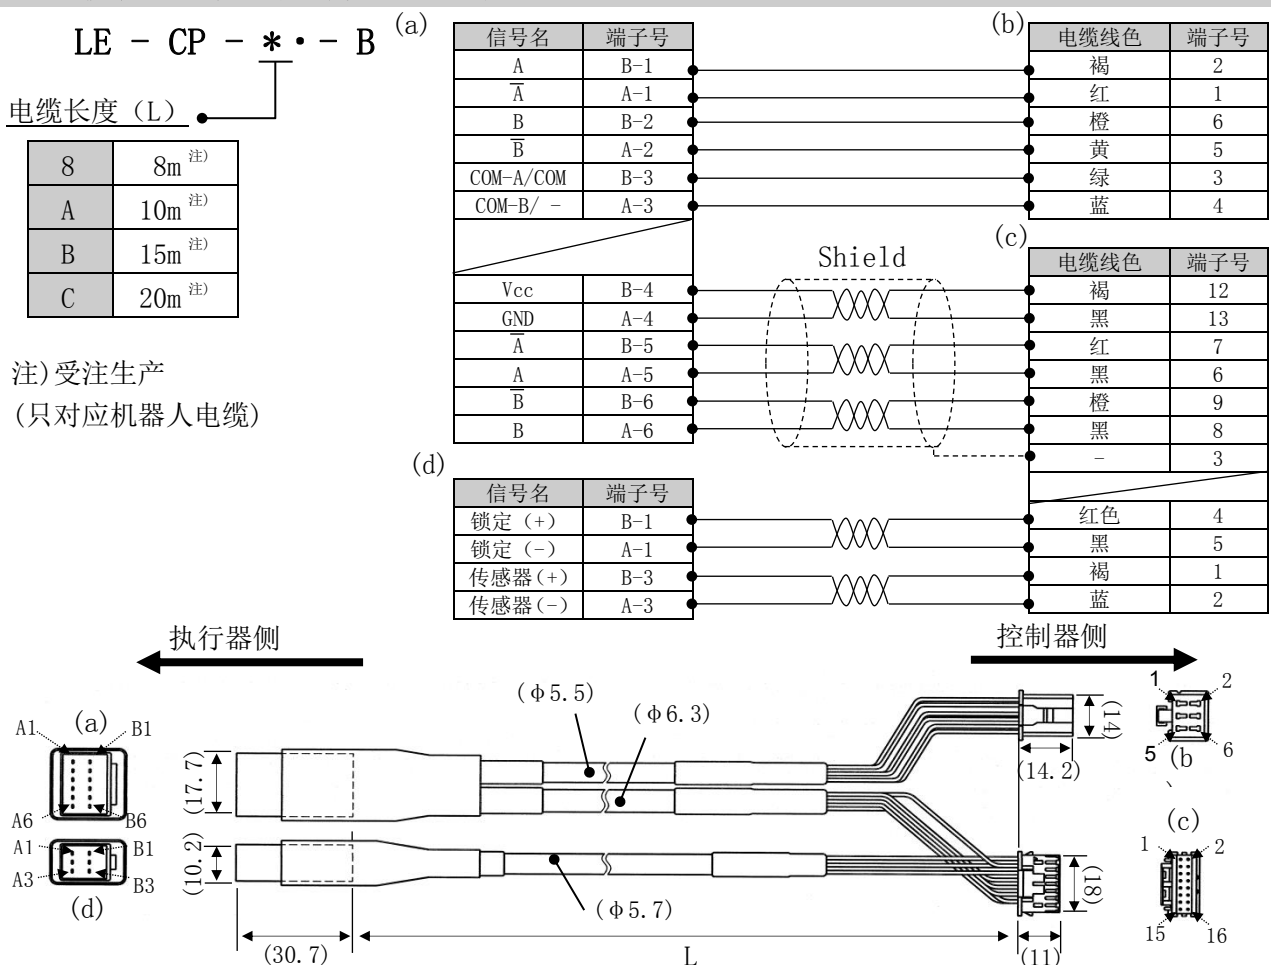 LE - CP - *・- B
电缆长度（L）
8 8m 注)
A 10m 注)
B 15m 注)
C 20m 注)
注)受注生产
(只对应机器人电缆)
(a)
信号名 端子号
A B-1
A̅ A-1
B B-2
B̅ A-2
COM-A/COM B-3
COM-B/ - A-3
Vcc B-4
GND A-4
A̅ B-5
A A-5
B̅ B-6
B A-6
Shield
(b)
电缆线色 端子号
褐 2
红 1
橙 6
黄 5
绿 3
蓝 4
(c)
电缆线色 端子号
褐 12
黑 13
红 7
黑 6
橙 9
黑 8
- 3
红色 4
黑 5
褐 1
蓝 2
(d)
信号名 端子号
锁定 (+) B-1
锁定 (-) A-1
传感器(+) B-3
传感器(-) A-3
执行器侧
控制器侧
(a)
A1 B1
A6 B6
A1 B1
A3 B3
(d)
(17.7)
(10.2)
(30.7)
(φ5.5)
(φ6.3)
(φ5.7)
L
(14)
(14.2)
(18)
(11)
1 2
5 (b 6
、
(c)
1 2
15 16